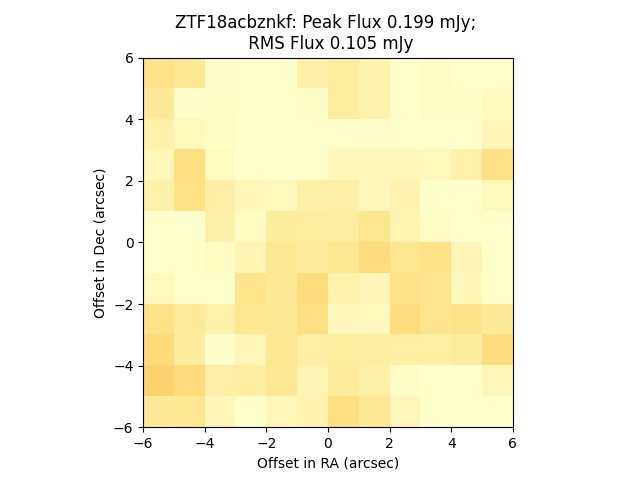 ZTF18acbznkf: Peak Flux 0.199 mJy;
RMS Flux 0.105 mJy
6
4
2
0
−2
−4
−6
Offset in Dec (arcsec)
−6 −4 −2 0 2 4 6
Offset in RA (arcsec)